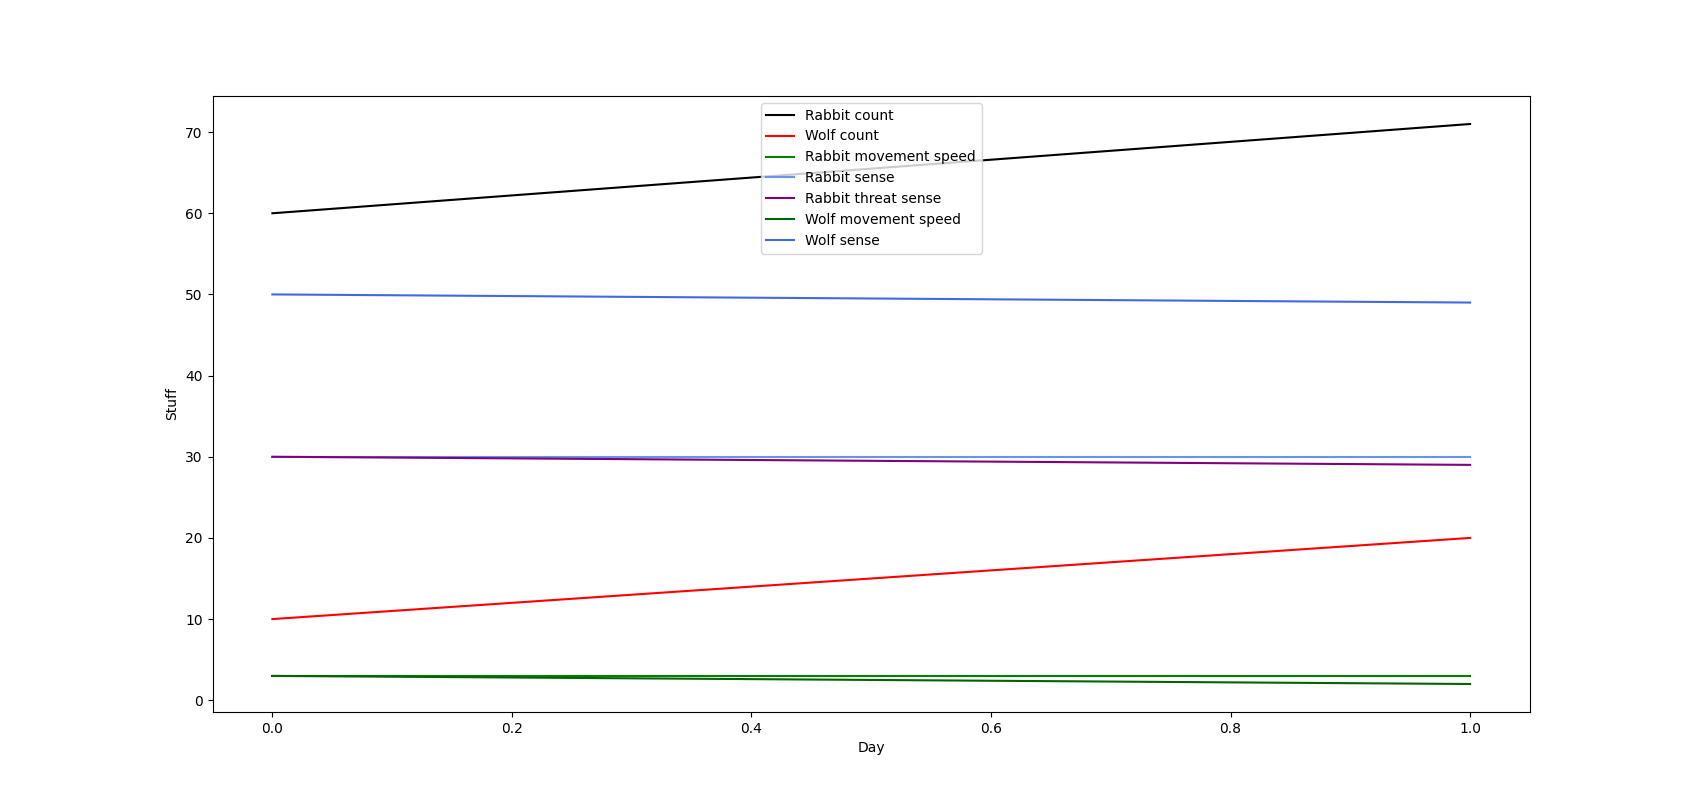 Rabbit count
Wolf count
Rabbit movement speed
Rabbit sense
Rabbit threat sense
Wolf movement speed
Wolf sense
70
60
50
40
30
20
10
0
Stuff
0.0 0.2 0.4 0.6 0.8 1.0
Day